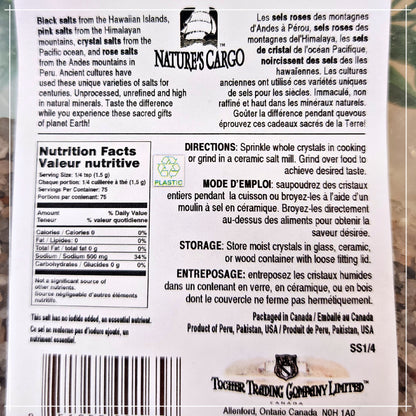 Black salts from the Hawaiian Islands,
pink salts from the Himalayan
mountains, crystal salts from the
Pacific ocean, and rose salts
from the Andes mountains in
Peru. Ancient cultures have
used these unique varieties of salts for
centuries. Unprocessed, unrefined and high
in natural minerals. Taste the difference
while you experience these sacred gifts
of planet Earth!
NATURE'S CARGO
TM
Les sels roses des montagnes
d'Andes à Pérou, sels roses des
montagnes del'Himalaya, les sels
de cristal de l'océan Pacifique,
noircissent des sels des îles
hawaïennes. Les cultures
anciennes ont utilisé ces variétés uniques
de sels pour les siècles. Immaculé, non
raffiné et haut dans les minéraux naturels.
Goûter la différence pendant quevous
éprouvez ces cadeaux sacrés de la Terre!
Nutrition Facts
Valeur nutritive
Serving Size: 1/4 tsp (1.5 g)
Chaque portion: 1/4 cuillerée à thé (1.5 g)
Servings Per Container: 75
Portions par contenant: 75
Amount % Daily Value
Teneur % valeur quotidienne
Calories / Calories 0 0%
Fat / Lipides: 0 0%
Total Fat / total fat 0 g 0%
Sodium / Sodium 500 mg 34%
Carbohydrates / Glucides 0 g 0%
Not a significant source of
other nutrients.
Source négligeable d'autres éléments
nutritifs.
This salt has no iodide added, an essential nutrient.
Ce sel ne renferme pas d'iodure ajouté, un
nutriment essentiel.
PLASTIC
DIRECTIONS: Sprinkle whole crystals in cooking
or grind in a ceramic salt mill. Grind over food to
achieve desired taste.
MODE D'EMPLOI: saupoudrez des cristaux
entiers pendant la cuisson ou broyez-les à l'aide d'un
moulin à sel en céramique. Broyez-les directement
au-dessus des aliments pour obtenir la
saveur désirée.
STORAGE: Store moist crystals in glass, ceramic,
or wood container with loose fitting lid.
ENTREPOSAGE: entreposez les cristaux humides
dans un contenant en verre, en céramique, ou en bois
dont le couvercle ne ferme pas hermétiquement.
Packaged in Canada / Emballé au Canada
Product of Peru, Pakistan, USA / Produit de Peru, Pakistan, USA
SS1/4
TOCHER TRADING COMPANY LIMITED
CANADA
Allenford, Ontario Canada N0H 1A0